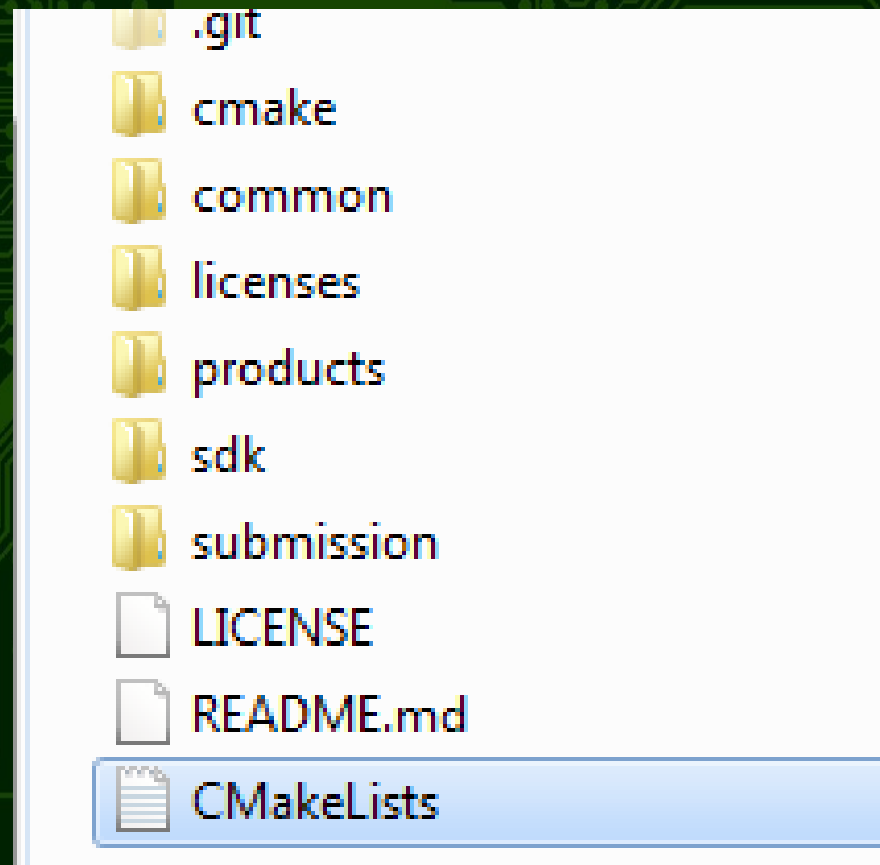 .git
cmake
common
licenses
products
sdk
submission
LICENSE
README.md
CMakeLists